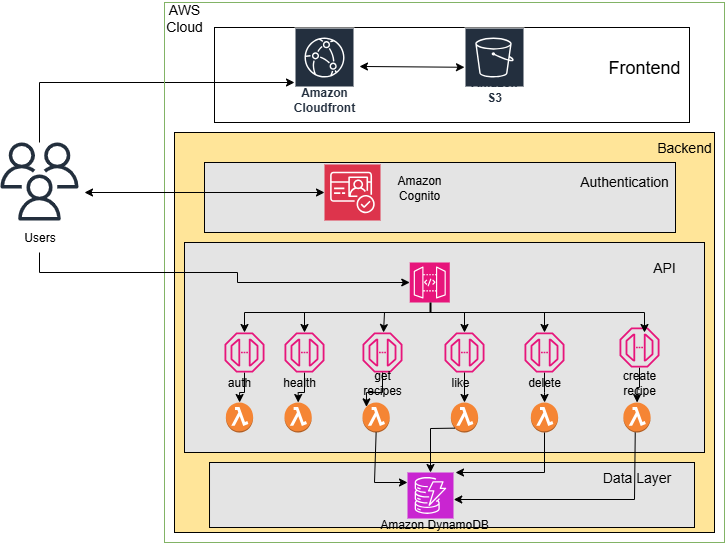 AWS
Cloud
Amazon
Cloudfront
S3
Frontend
Backend
Amazon
Cognito
Authentication
Users
API
</>
auth
health
get
recipes
like
delete
create
recipe
λ λ λ λ λ λ
Data Layer
Amazon DynamoDB